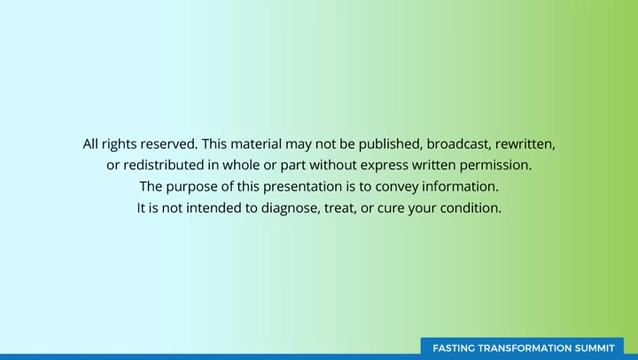 All rights reserved. This material may not be published, broadcast, rewritten,
or redistributed in whole or part without express written permission.
The purpose of this presentation is to convey information.
It is not intended to diagnose, treat, or cure your condition.
FASTING TRANSFORMATION SUMMIT